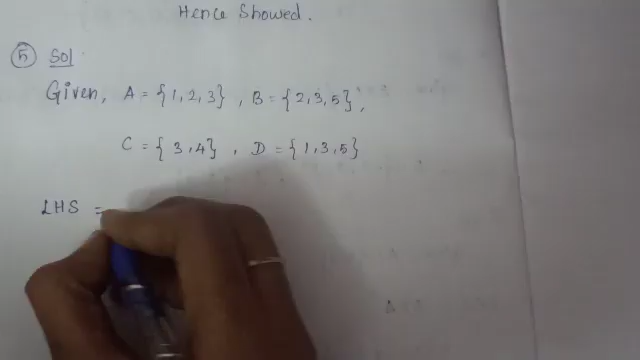 Hence Showed.
5 Sol
Given, A = {1,2,3}, B = {2,3,5},
C = {3,4}, D = {1,3,5}
LHS =